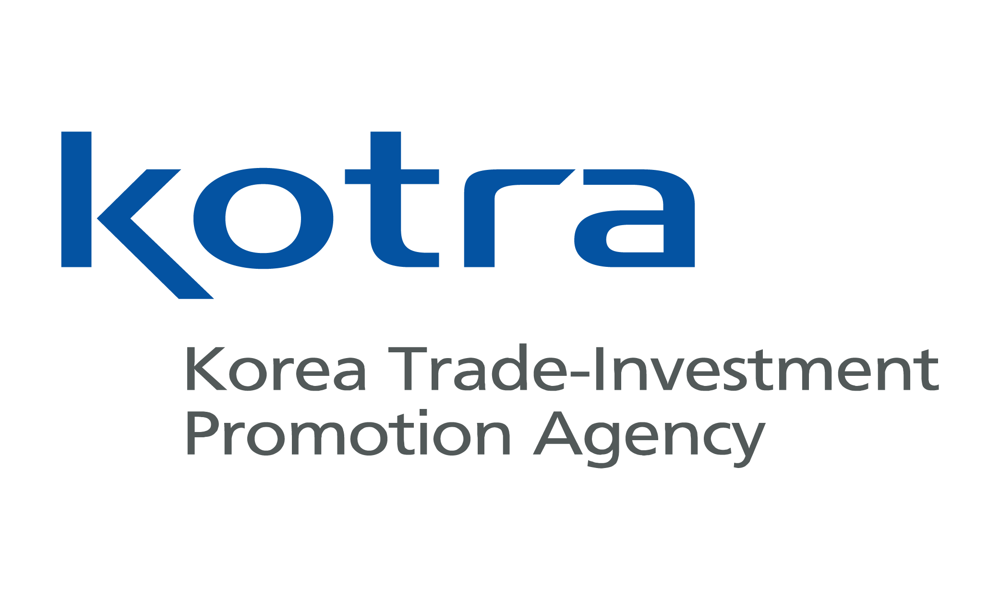 kotra
Korea Trade-Investment
Promotion Agency